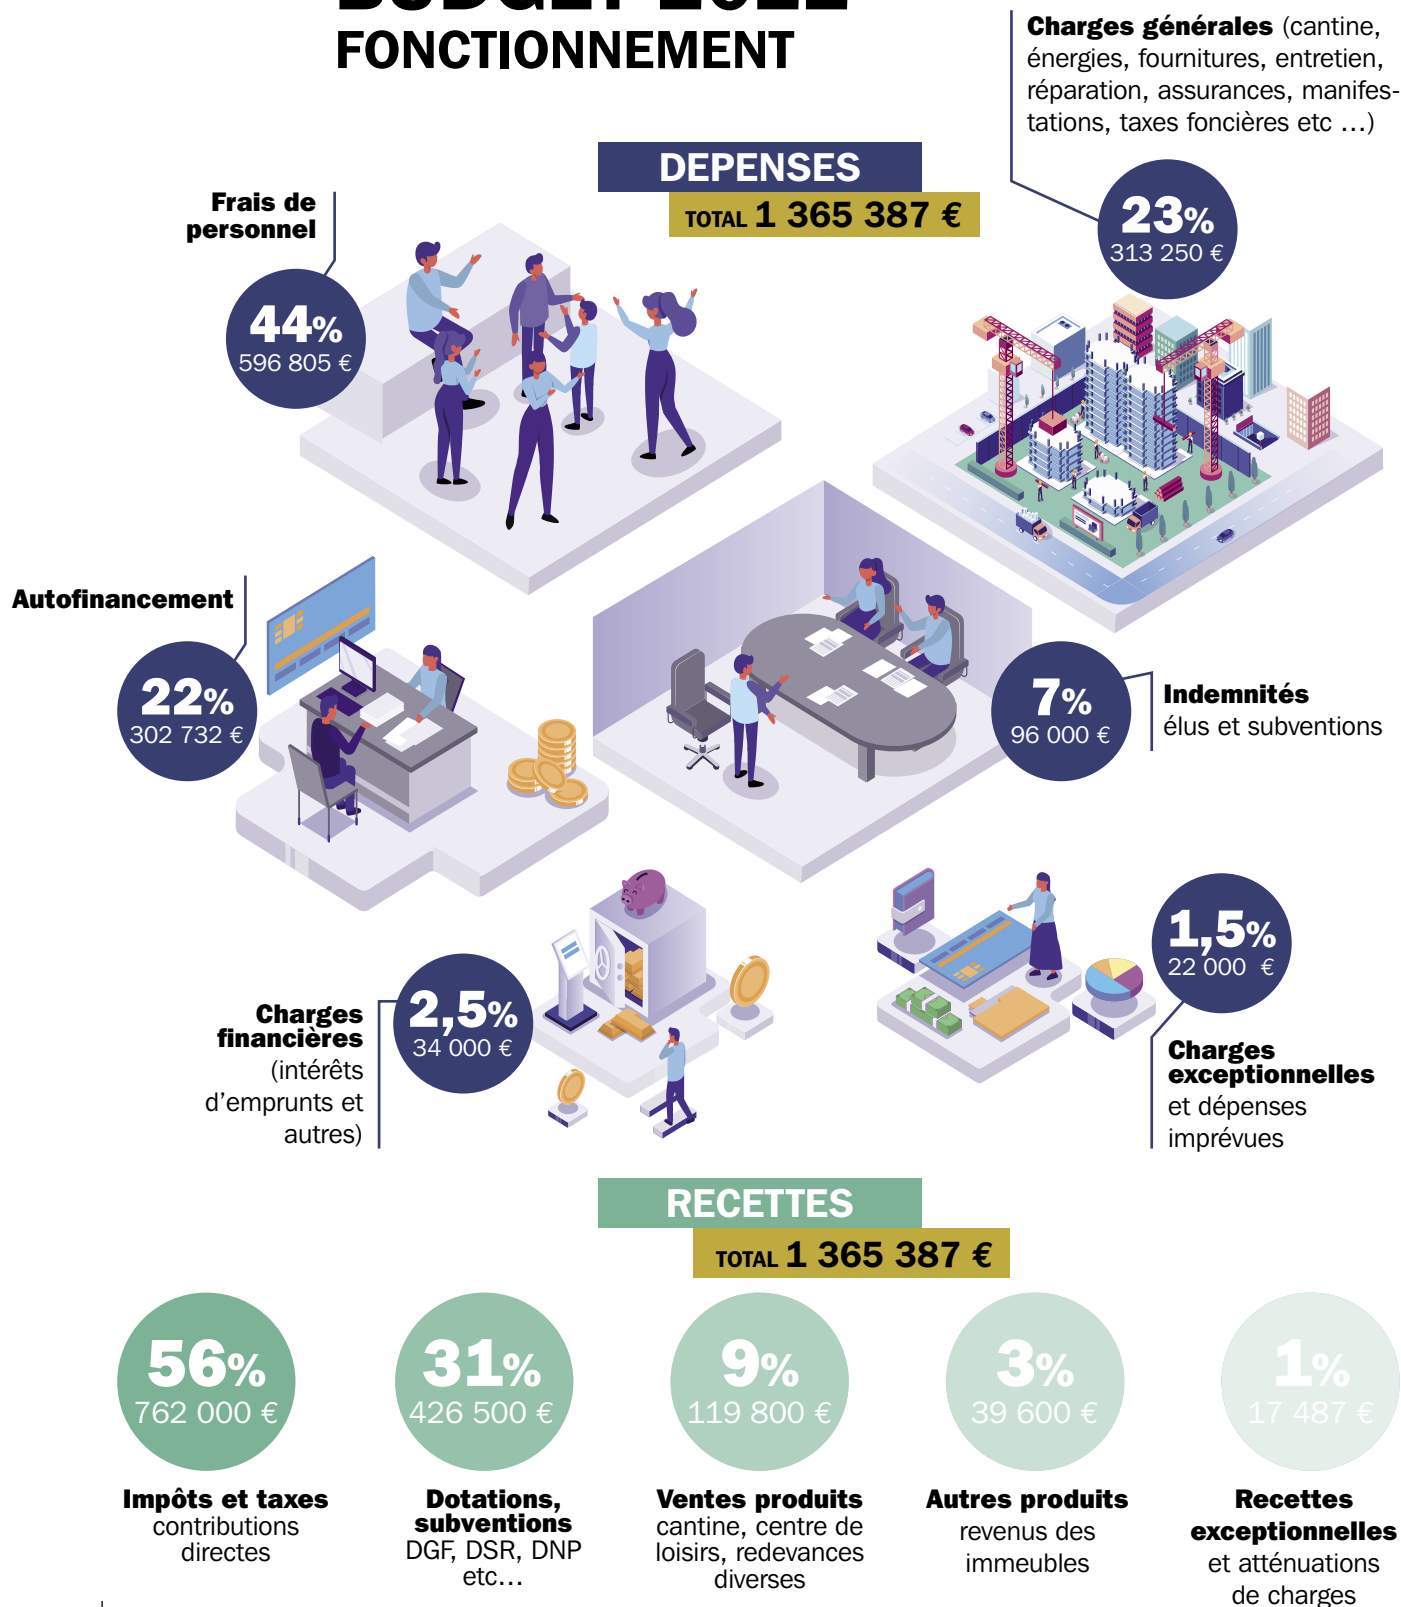 BUDGET 2022
FONCTIONNEMENT
Charges générales (cantine,
énergies, fournitures, entretien,
réparation, assurances, manifes-
tations, taxes foncières etc …)
23%
313 250 €
DEPENSES
TOTAL 1 365 387 €
Frais de
personnel
44%
596 805 €
Autofinancement
22%
302 732 €
7%
96 000 €
Indemnités
élus et subventions
Charges
financières
(intérêts
d'emprunts et
autres)
2,5%
34 000 €
1,5%
22 000 €
Charges
exceptionnelles
et dépenses
imprévues
RECETTES
TOTAL 1 365 387 €
56%
762 000 €
Impôts et taxes
contributions
directes
31%
426 500 €
Dotations,
subventions
DGF, DSR, DNP
etc…
9%
119 800 €
Ventes produits
cantine, centre de
loisirs, redevances
diverses
3%
39 600 €
Autres produits
revenus des
immeubles
1%
17 487 €
Recettes
exceptionnelles
et atténuations
de charges